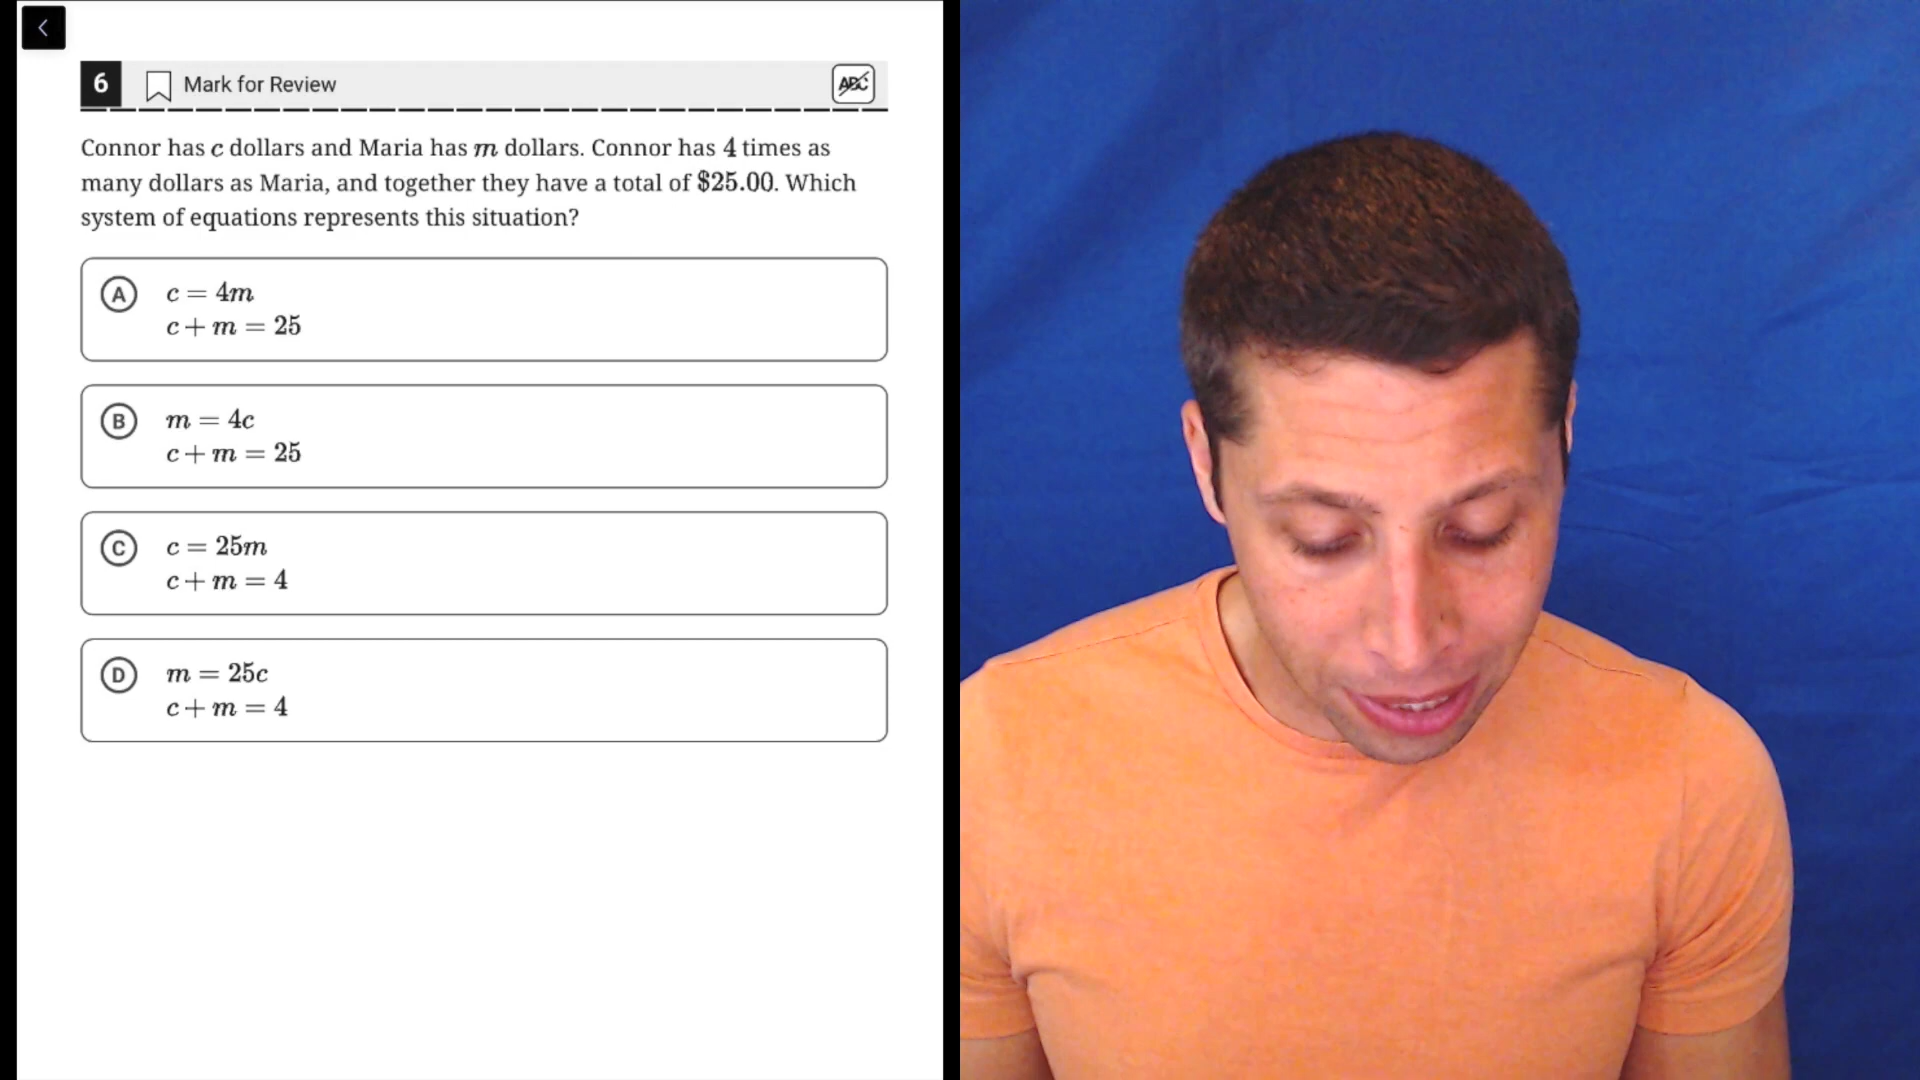 6 Mark for Review ABC
Connor has c dollars and Maria has m dollars. Connor has 4 times as
many dollars as Maria, and together they have a total of $25.00. Which
system of equations represents this situation?
A c = 4m
c + m = 25
B m = 4c
c + m = 25
C c = 25m
c + m = 4
D m = 25c
c + m = 4